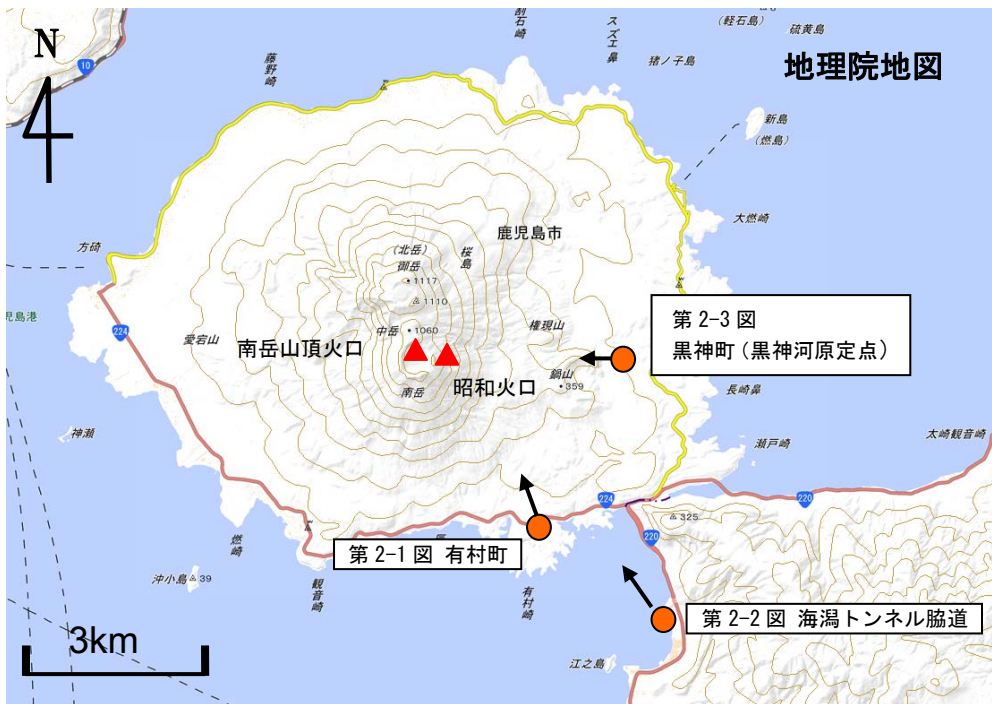 (軽石島)
硫黄島
割石崎
スズエ鼻
N
10
藤野崎
猪ノ子島
地理院地図
新島
(燃島)
大燃崎
鹿児島市
方碕
(北岳)
御岳
桜島
1117
1110
児島港
224
愛宕山
中岳
1060
権現山
第2-3図
黒神町(黒神河原定点)
南岳山頂火口
昭和火口
鍋山
359
南岳
長崎鼻
神瀬
瀬戸崎
太崎観音崎
224
220
325
220
燃崎
第2-1図 有村町
沖小島
39
観音崎
有村崎
第2-2図 海潟トンネル脇道
3km
江之島